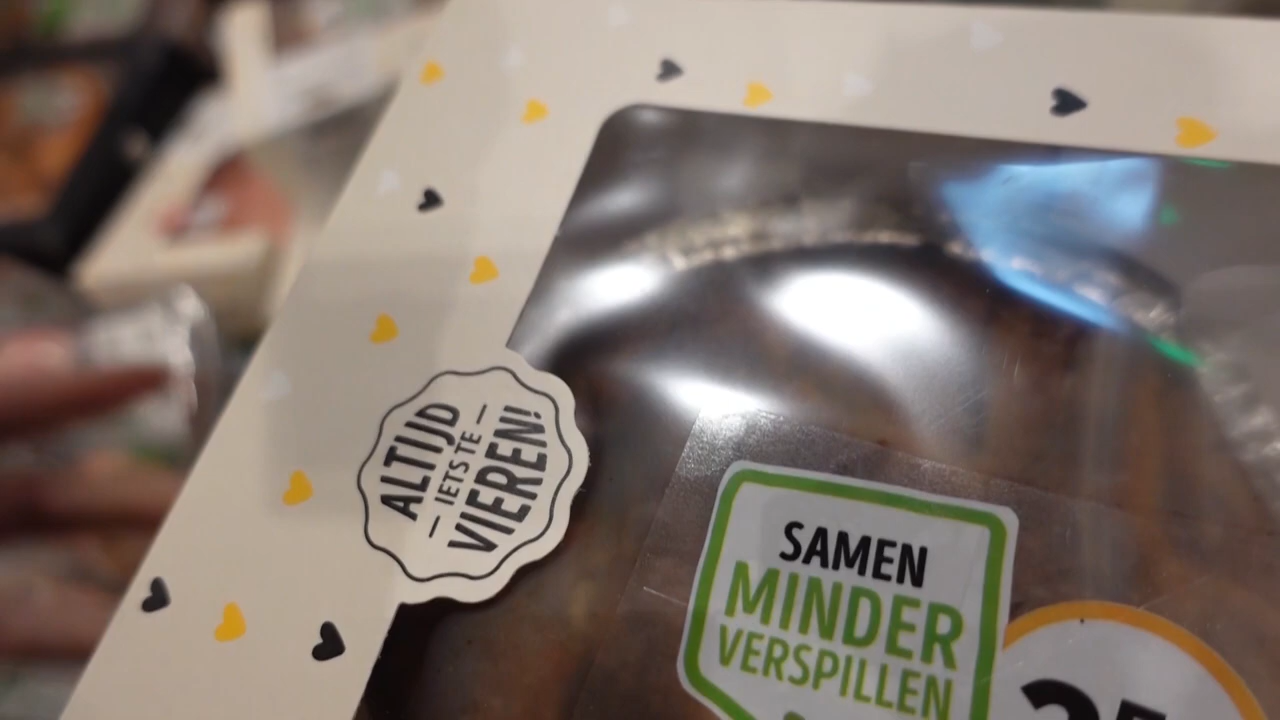 ALTIJD
— IETS TE —
VIEREN!
SAMEN
MINDER
VERSPILLEN